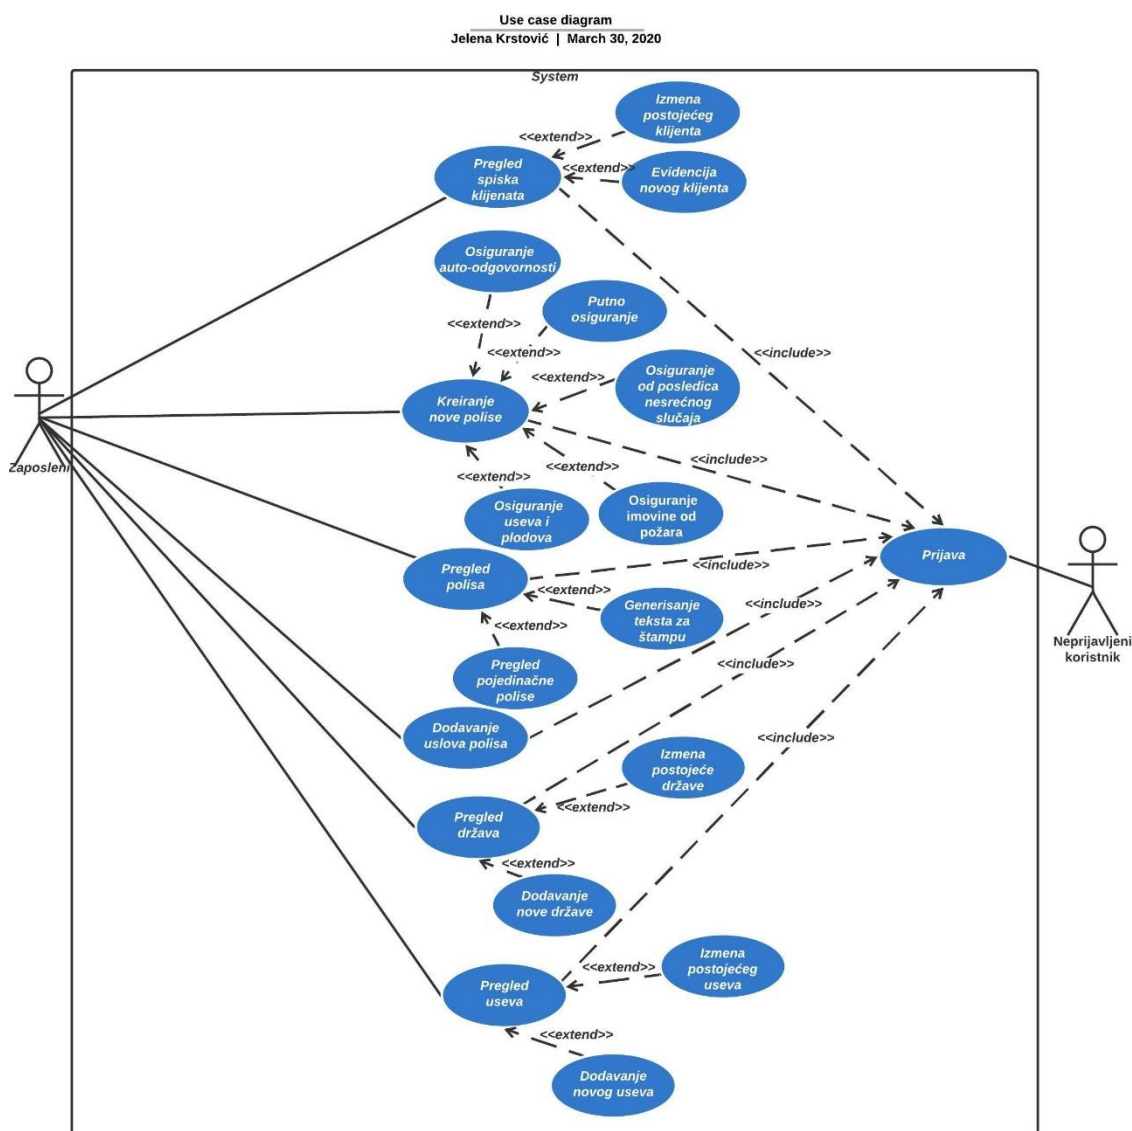 Use case diagram
Jelena Krstović | March 30, 2020
System
Izmena
postojećeg
klijenta
<<extend>>
Pregled
spiska
klijenata
<<extend>>
Evidencija
novog klijenta
Osiguranje
auto-odgovornosti
Putno
osiguranje
<<extend>>
<<extend>>
<<include>>
Osiguranje
od posledica
nesrećnog
slučaja
<<extend>>
Kreiranje
nove polise
Zaposleni
<<include>>
<<extend>>
<<extend>>
Osiguranje
useva i
plodova
Osiguranje
imovine od
požara
Prijava
Pregled
polisa
<<include>>
<<extend>>
Generisanje
teksta za
štampu
<<include>>
<<extend>>
Neprijavljeni
koristnik
Pregled
pojedinačne
polise
<<include>>
Dodavanje
uslova polisa
<<include>>
Izmena
postojeće
države
<<extend>>
Pregled
država
<<extend>>
Dodavanje
nove države
Izmena
postojećeg
useva
<<extend>>
Pregled
useva
<<extend>>
Dodavanje
novog useva